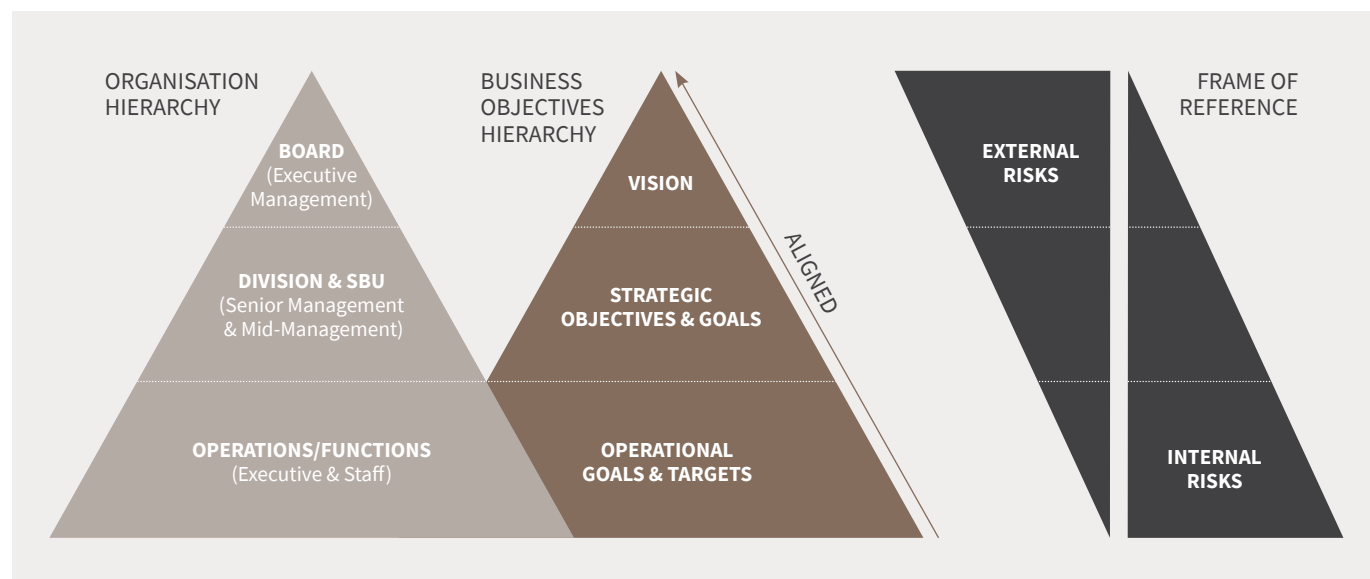 ORGANISATION
HIERARCHY
BOARD
(Executive
Management)
DIVISION & SBU
(Senior Management
& Mid-Management)
OPERATIONS/FUNCTIONS
(Executive & Staff)
BUSINESS
OBJECTIVES
HIERARCHY
VISION
STRATEGIC
OBJECTIVES & GOALS
OPERATIONAL
GOALS & TARGETS
ALIGNED
EXTERNAL
RISKS
FRAME OF
REFERENCE
INTERNAL
RISKS